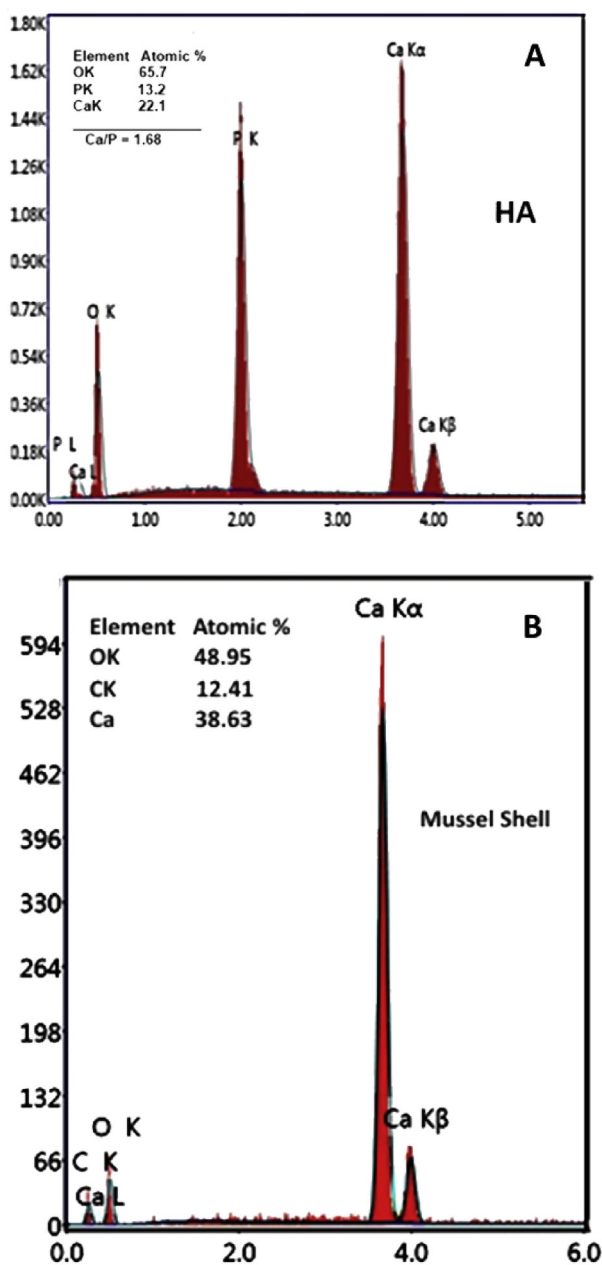 1.80K
A
Element Atomic %
OK 65.7
PK 13.2
CaK 22.1
Ca/P = 1.68
Ca Kα
1.62K
1.44K
P K
1.26K
HA
1.08K
0.90K
0.72K
O K
0.54K
0.36K
Ca Kβ
0.18K
P L
Ca L
0.00K
0.00 1.00 2.00 3.00 4.00 5.00
Ca Kα
B
Element Atomic %
OK 48.95
CK 12.41
Ca 38.63
594
528
462
Mussel Shell
396
330
264
198
132
O K
Ca Kβ
66
C K
Ca L
0
0.0 2.0 4.0 6.0